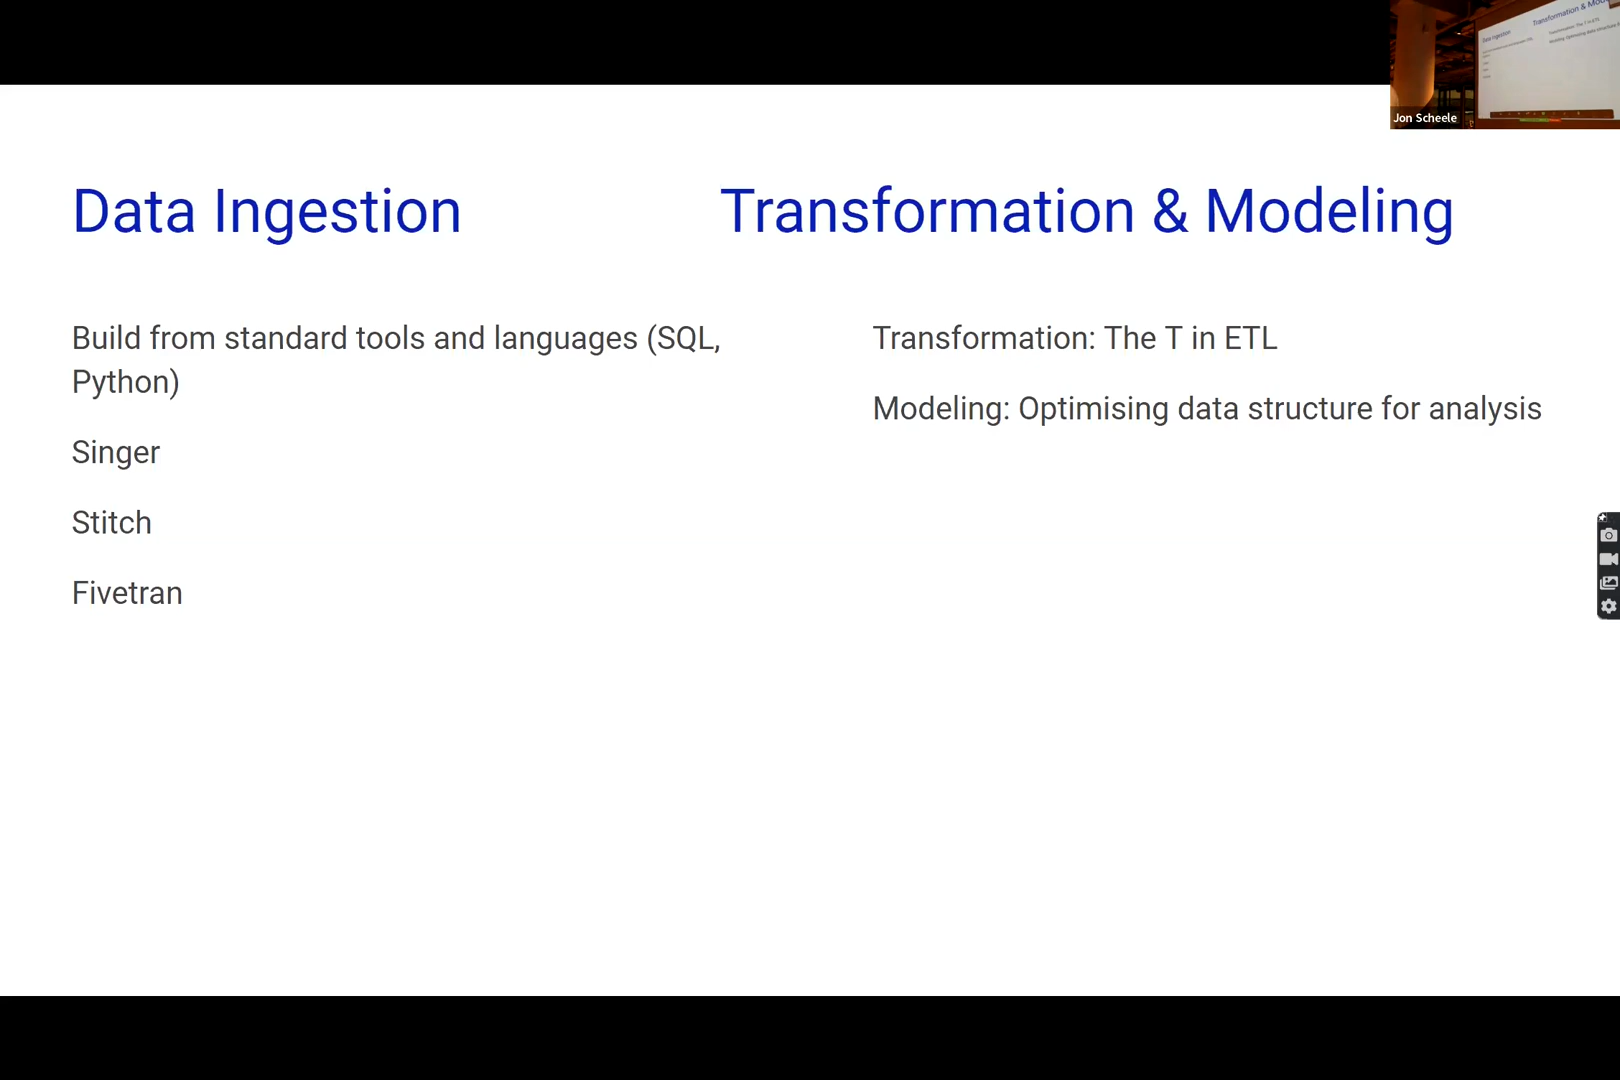 Jon Scheele
Data Ingestion
Transformation & Modeling
Build from standard tools and languages (SQL,
Python)
Singer
Stitch
Fivetran
Transformation: The T in ETL
Modeling: Optimising data structure for analysis